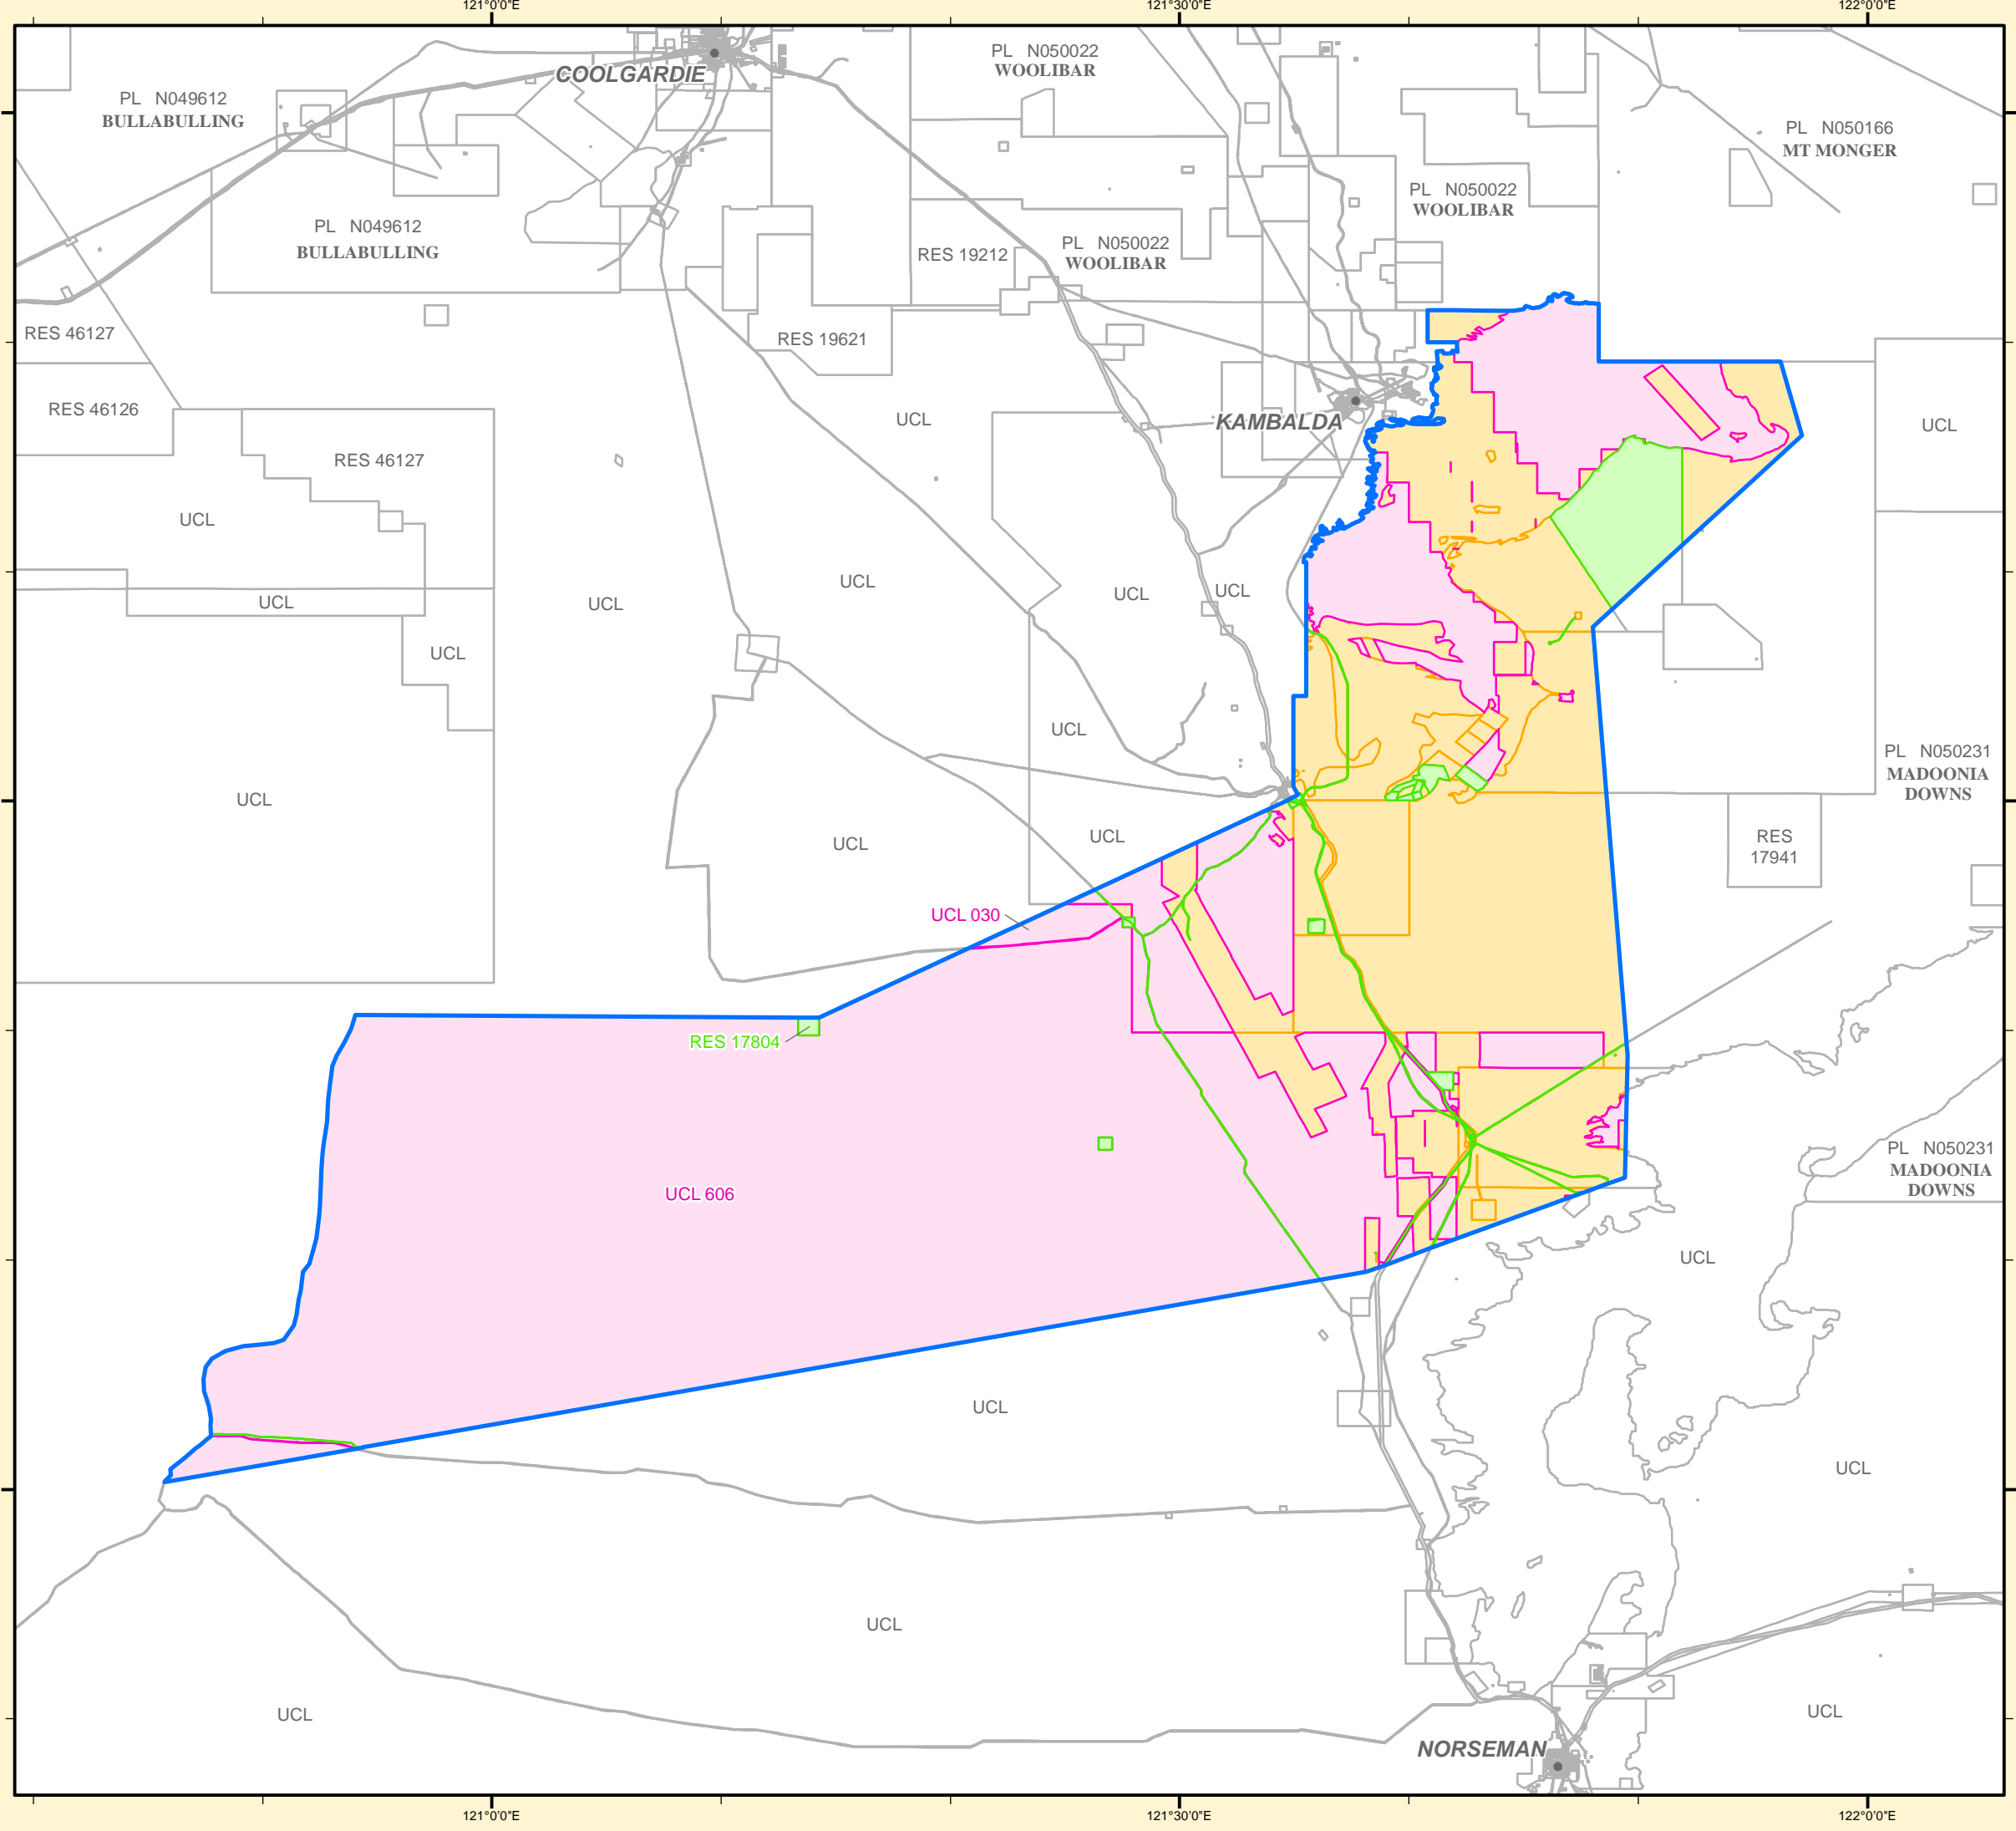 121°0'0"E
121°30'0"E
122°0'0"E
COOLGARDIE
PL N050022
WOOLIBAR
PL N049612
BULLABULLING
PL N050166
MT MONGER
PL N050022
WOOLIBAR
PL N049612
BULLABULLING
RES 19212
PL N050022
WOOLIBAR
RES 46127
RES 19621
RES 46126
UCL
KAMBALDA
UCL
RES 46127
UCL
UCL
UCL
UCL
UCL
UCL
UCL
UCL
PL N050231
MADOONIA
DOWNS
UCL
UCL
UCL
UCL
RES
17941
UCL 030
RES 17804
PL N050231
MADOONIA
DOWNS
UCL 606
UCL
UCL
UCL
UCL
UCL
UCL
NORSEMAN
121°0'0"E
121°30'0"E
122°0'0"E